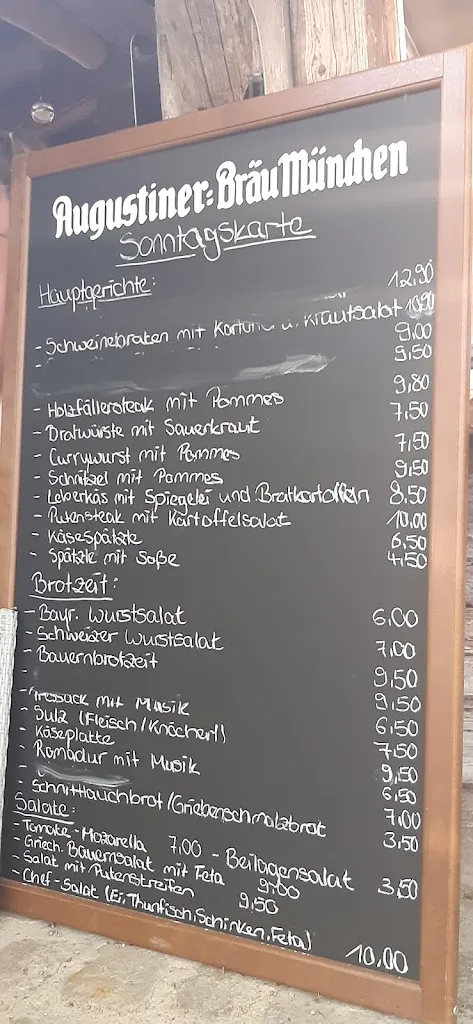 Augustiner-Bräu München
Sonntagskarte
Hauptgerichte:
12,90
- Schweinebraten mit u. Krautsalat 10,90
9,00
- 9,50
9,80
- Holzfällersteak mit Pommes 7,50
- Bratwürste mit Sauerkraut
- Currywurst mit Pommes 7,50
- Schnitzel mit Pommes 9,50
- Leberkäs mit Spiegelei und Bratkartoffeln 8,50
- Putensteak mit Kartoffelsalat 10,00
- Käsespätzle 6,50
- Spätzle mit Soße 4,50
Brotzeit:
- Bayr. Wurstsalat 6,00
- Schweizer Wurstsalat 7,00
- Bauernbrotzeit 9,50
- Pressack mit Musik 9,50
- Sulz (Fleisch/Knöcherl) 6,50
- Käseplatte 7,50
- Romadur mit Musik 9,50
- 6,50
- Schnittlauchbrot/Griebenschmalzbrot 7,00
3,50
Salate:
- Tomate-Mozarella 7,00 - Beilagensalat 3,50
- Griech. Bauernsalat mit Feta 9,00
- Salat mit Putenstreifen 9,50
- Chef-Salat (Ei, Thunfisch, Schinken, Feta) 10,00